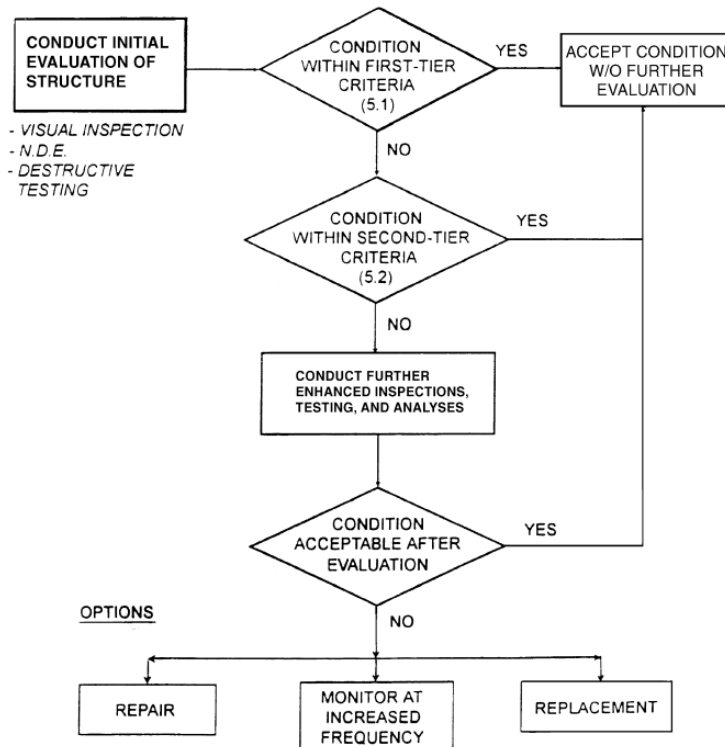 CONDUCT INITIAL
EVALUATION OF
STRUCTURE
- VISUAL INSPECTION
- N.D.E.
- DESTRUCTIVE
TESTING
CONDITION
WITHIN FIRST-TIER
CRITERIA
(5.1)
YES
ACCEPT CONDITION
W/O FURTHER
EVALUATION
NO
CONDITION
WITHIN SECOND-TIER
CRITERIA
(5.2)
YES
NO
CONDUCT FURTHER
ENHANCED INSPECTIONS,
TESTING, AND ANALYSES
CONDITION
ACCEPTABLE AFTER
EVALUATION
YES
NO
OPTIONS
REPAIR
MONITOR AT
INCREASED
FREQUENCY
REPLACEMENT